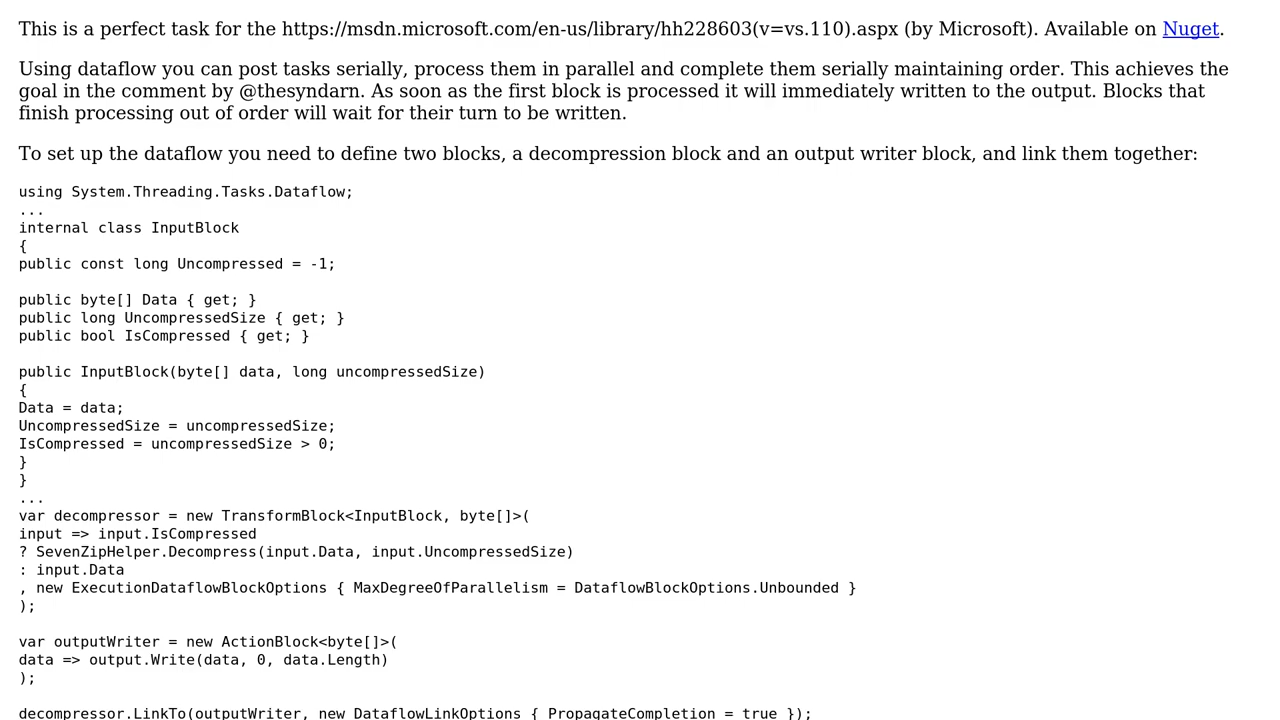 This is a perfect task for the https://msdn.microsoft.com/en-us/library/hh228603(v=vs.110).aspx (by Microsoft). Available on Nuget.
Using dataflow you can post tasks serially, process them in parallel and complete them serially maintaining order. This achieves the
goal in the comment by @thesyndarn. As soon as the first block is processed it will immediately written to the output. Blocks that
finish processing out of order will wait for their turn to be written.
To set up the dataflow you need to define two blocks, a decompression block and an output writer block, and link them together:
using System.Threading.Tasks.Dataflow;
...
internal class InputBlock
{
public const long Uncompressed = -1;
public byte[] Data { get; }
public long UncompressedSize { get; }
public bool IsCompressed { get; }
public InputBlock(byte[] data, long uncompressedSize)
{
Data = data;
UncompressedSize = uncompressedSize;
IsCompressed = uncompressedSize > 0;
}
}
...
var decompressor = new TransformBlock<InputBlock, byte[]>(
input => input.IsCompressed
? SevenZipHelper.Decompress(input.Data, input.UncompressedSize)
: input.Data
, new ExecutionDataflowBlockOptions { MaxDegreeOfParallelism = DataflowBlockOptions.Unbounded }
);
var outputWriter = new ActionBlock<byte[]>(
data => output.Write(data, 0, data.Length)
);
decompressor.LinkTo(outputWriter, new DataflowLinkOptions { PropagateCompletion = true });